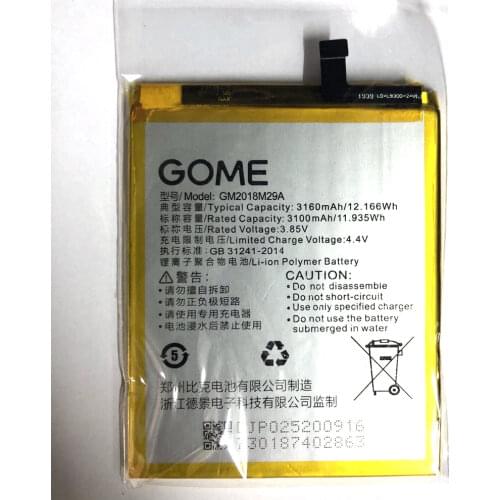 GOME
型号/Model: GM2018M29A
典型容量/Typical Capacity: 3160mAh/12.166Wh
标称容量/Rated Capacity: 3100mAh/11.935Wh
标称电压/Rated Voltage: 3.85V
充电限制电压/Limited Charge Voltage: 4.4V
执行标准: GB 31241-2014
锂离子聚合物电池/Li-ion Polymer Battery
警告:
•请勿擅自拆卸
•请勿正负极短路
•请使用专用充电器
•电池浸水后禁止使用
Caution:
•Do not disassemble
•Do not short-circuit
•Use only specified charger
•Do not use the battery
submerged in water
5
郑州比克电池有限公司制造
浙江德景电子科技有限公司监制
DJP025200916
730187402863